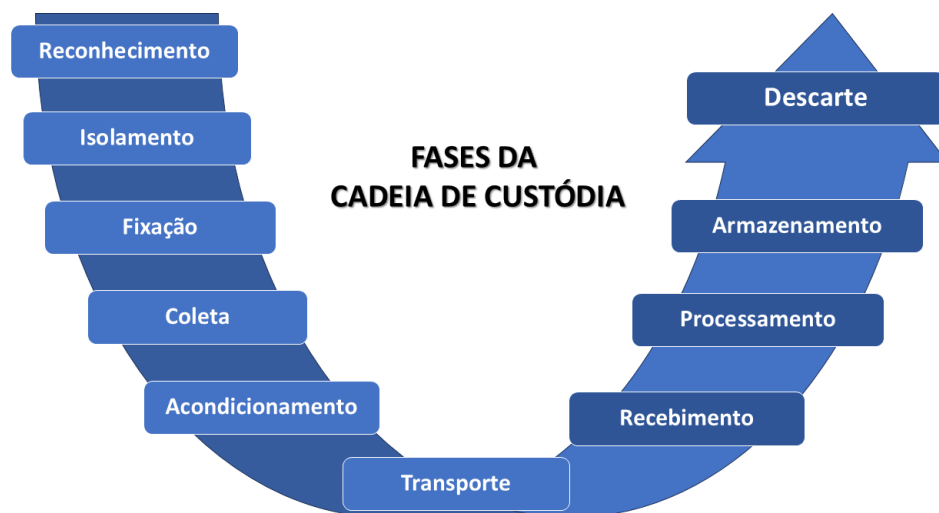 FASES DA
CADEIA DE CUSTÓDIA
Reconhecimento
Isolamento
Fixação
Coleta
Acondicionamento
Transporte
Recebimento
Processamento
Armazenamento
Descarte